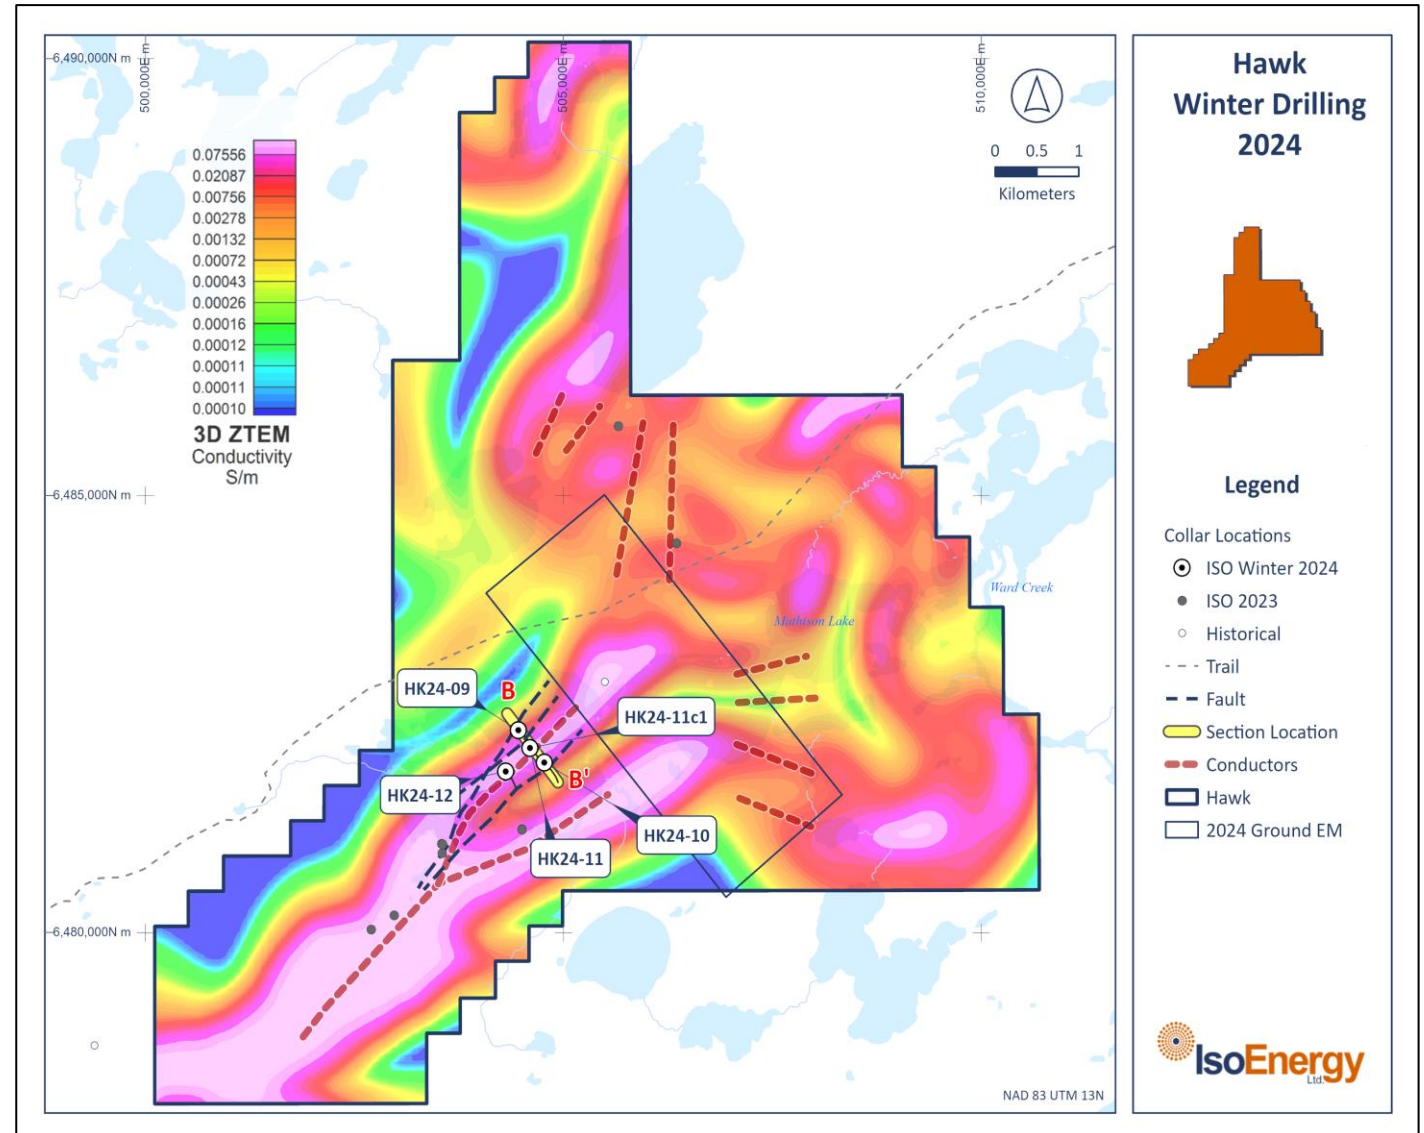 6,490,000N m
500,000E m
505,000E m
510,000E m
0 0.5 1
Kilometers
0.07556
0.02087
0.00756
0.00278
0.00132
0.00072
0.00043
0.00026
0.00016
0.00012
0.00011
0.00011
0.00010
3D ZTEM
Conductivity
S/m
6,485,000N m
Ward Creek
Mathison Lake
HK24-09
B
HK24-11c1
B'
HK24-12
HK24-10
HK24-11
6,480,000N m
NAD 83 UTM 13N
Hawk
Winter Drilling
2024
Legend
Collar Locations
ISO Winter 2024
ISO 2023
Historical
Trail
Fault
Section Location
Conductors
Hawk
2024 Ground EM
IsoEnergy
Ltd.